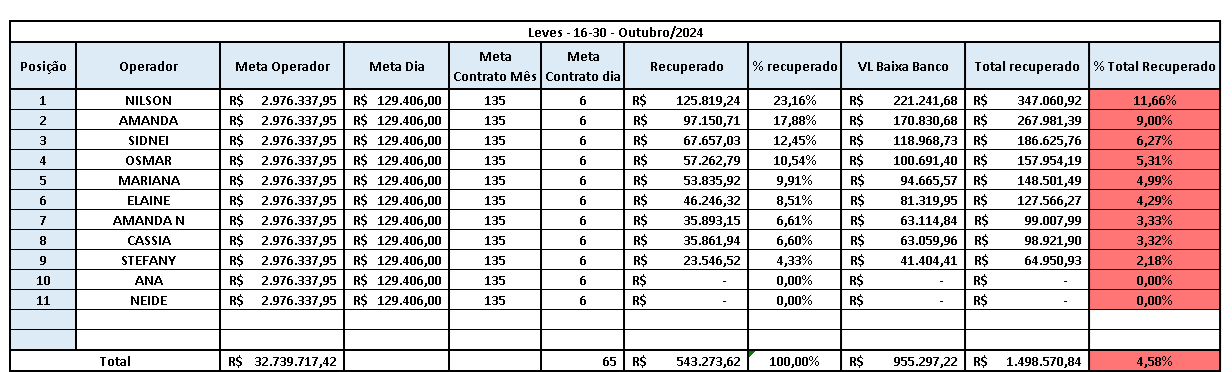 Leves - 16-30 - Outubro/2024
Posição Operador Meta Operador Meta Dia Meta Contrato Mês Meta Contrato dia Recuperado % recuperado VL Baixa Banco Total recuperado % Total Recuperado
1 NILSON R$ 2.976.337,95 R$ 129.406,00 135 6 R$ 125.819,24 23,16% R$ 221.241,68 R$ 347.060,92 11,66%
2 AMANDA R$ 2.976.337,95 R$ 129.406,00 135 6 R$ 97.150,71 17,88% R$ 170.830,68 R$ 267.981,39 9,00%
3 SIDNEI R$ 2.976.337,95 R$ 129.406,00 135 6 R$ 67.657,03 12,45% R$ 118.968,73 R$ 186.625,76 6,27%
4 OSMAR R$ 2.976.337,95 R$ 129.406,00 135 6 R$ 57.262,79 10,54% R$ 100.691,40 R$ 157.954,19 5,31%
5 MARIANA R$ 2.976.337,95 R$ 129.406,00 135 6 R$ 53.835,92 9,91% R$ 94.665,57 R$ 148.501,49 4,99%
6 ELAINE R$ 2.976.337,95 R$ 129.406,00 135 6 R$ 46.246,32 8,51% R$ 81.319,95 R$ 127.566,27 4,29%
7 AMANDA N R$ 2.976.337,95 R$ 129.406,00 135 6 R$ 35.893,15 6,61% R$ 63.114,84 R$ 99.007,99 3,33%
8 CASSIA R$ 2.976.337,95 R$ 129.406,00 135 6 R$ 35.861,94 6,60% R$ 63.059,96 R$ 98.921,90 3,32%
9 STEFANY R$ 2.976.337,95 R$ 129.406,00 135 6 R$ 23.546,52 4,33% R$ 41.404,41 R$ 64.950,93 2,18%
10 ANA R$ 2.976.337,95 R$ 129.406,00 135 6 R$ - 0,00% R$ - R$ - 0,00%
11 NEIDE R$ 2.976.337,95 R$ 129.406,00 135 6 R$ - 0,00% R$ - R$ - 0,00%
Total R$ 32.739.717,42 65 R$ 543.273,62 100,00% R$ 955.297,22 R$ 1.498.570,84 4,58%